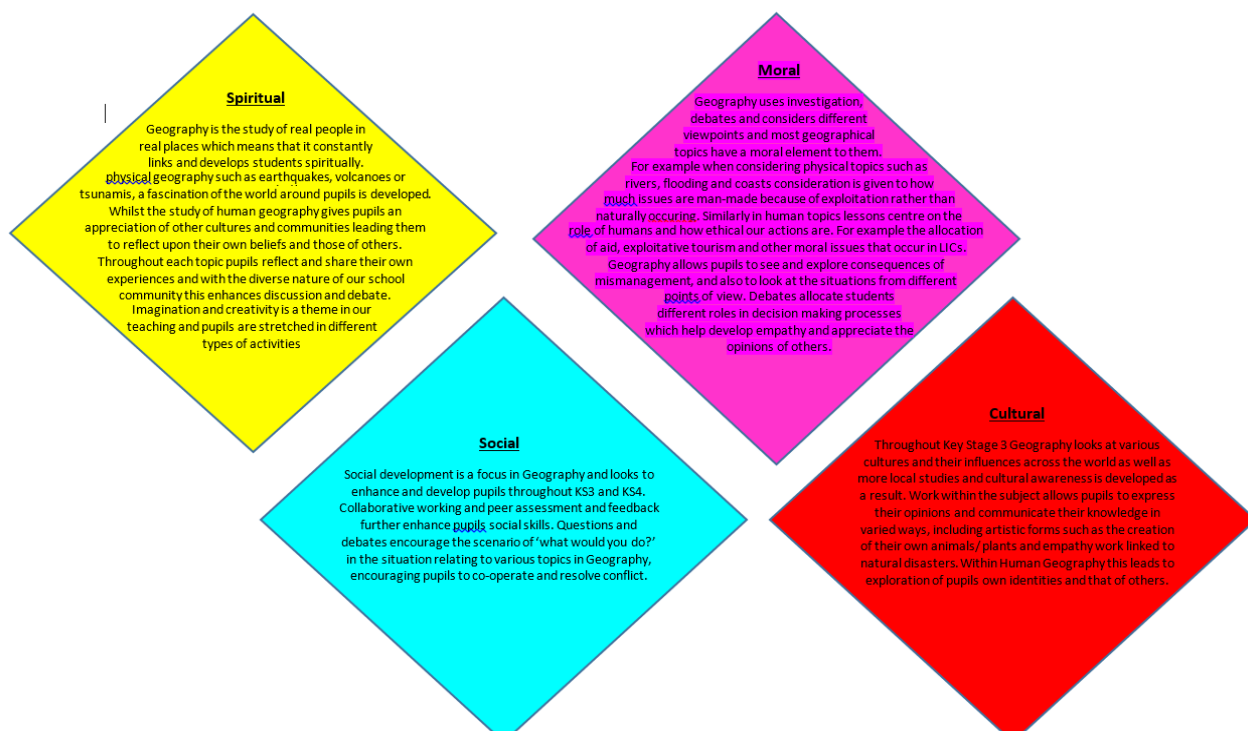 Spiritual
Geography is the study of real people in
real places which means that it constantly
links and develops students spiritually.
physical geography such as earthquakes, volcanoes or
tsunamis, a fascination of the world around pupils is developed.
Whilst the study of human geography gives pupils an
appreciation of other cultures and communities leading them
to reflect upon their own beliefs and those of others.
Throughout each topic pupils reflect and share their own
experiences and with the diverse nature of our school
community this enhances discussion and debate.
Imagination and creativity is a theme in our
teaching and pupils are stretched in different
types of activities
Moral
Geography uses investigation,
debates and considers different
viewpoints and most geographical
topics have a moral element to them.
For example when considering physical topics such as
rivers, flooding and coasts consideration is given to how
much issues are man-made because of exploitation rather than
naturally occuring. Similarly in human topics lessons centre on the
role of humans and how ethical our actions are. For example the allocation
of aid, exploitative tourism and other moral issues that occur in LICs.
Geography allows pupils to see and explore consequences of
mismanagement, and also to look at the situations from different
points of view. Debates allocate students
different roles in decision making processes
which help develop empathy and appreciate the
opinions of others.
Social
Social development is a focus in Geography and looks to
enhance and develop pupils throughout KS3 and KS4.
Collaborative working and peer assessment and feedback
further enhance pupils social skills. Questions and
debates encourage the scenario of ‘what would you do?’
in the situation relating to various topics in Geography,
encouraging pupils to co-operate and resolve conflict.
Cultural
Throughout Key Stage 3 Geography looks at various
cultures and their influences across the world as well as
more local studies and cultural awareness is developed as
a result. Work within the subject allows pupils to express
their opinions and communicate their knowledge in
varied ways, including artistic forms such as the creation
of their own animals/ plants and empathy work linked to
natural disasters. Within Human Geography this leads to
exploration of pupils own identities and that of others.